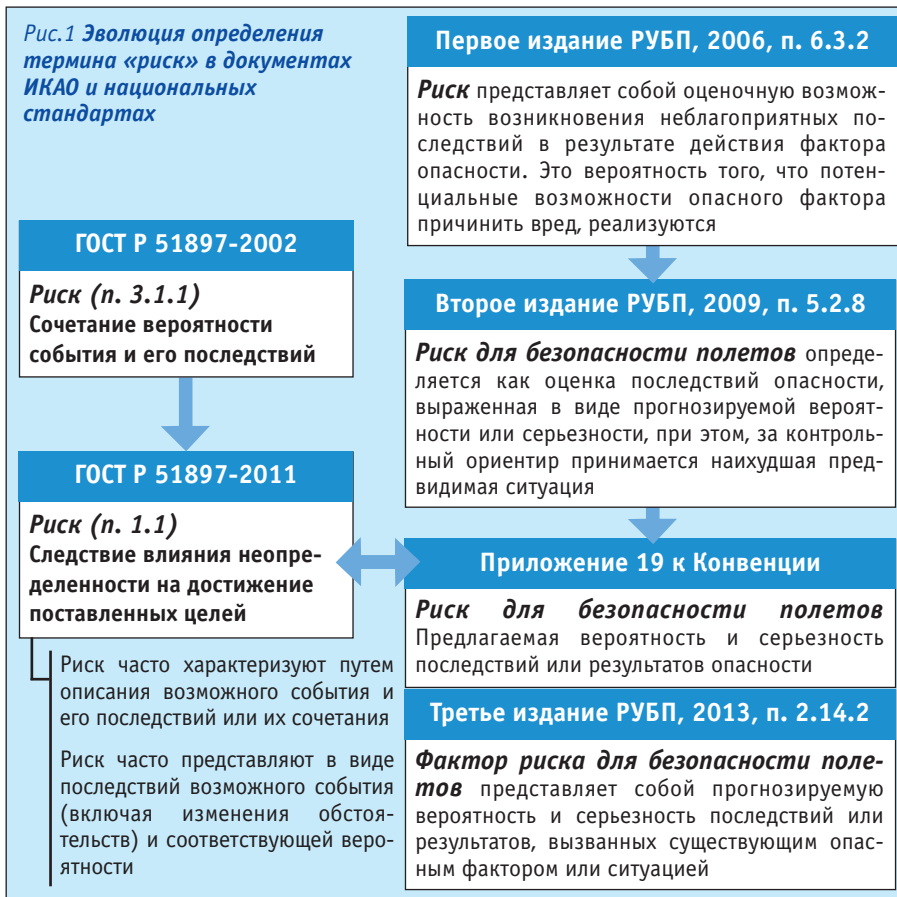 Рис.1 Эволюция определения
термина «риск» в документах
ИКАО и национальных
стандартах
ГОСТ Р 51897-2002
Риск (п. 3.1.1)
Сочетание вероятности
события и его последствий
ГОСТ Р 51897-2011
Риск (п. 1.1)
Следствие влияния неопре-
деленности на достижение
поставленных целей
Риск часто характеризуют путем
описания возможного события и
его последствий или их сочетания
Риск часто представляют в виде
последствий возможного события
(включая изменения обстоя-
тельств) и соответствующей веро-
ятности
Первое издание РУБП, 2006, п. 6.3.2
Риск представляет собой оценочную возмож-
ность возникновения неблагоприятных по-
следствий в результате действия фактора
опасности. Это вероятность того, что потен-
циальные возможности опасного фактора
причинить вред, реализуются
Второе издание РУБП, 2009, п. 5.2.8
Риск для безопасности полетов опреде-
ляется как оценка последствий опасности,
выраженная в виде прогнозируемой вероят-
ности или серьезности, при этом, за контроль-
ный ориентир принимается наихудшая пред-
видимая ситуация
Приложение 19 к Конвенции
Риск для безопасности полетов
Предлагаемая вероятность и серьезность
последствий или результатов опасности
Третье издание РУБП, 2013, п. 2.14.2
Фактор риска для безопасности поле-
тов представляет собой прогнозируемую
вероятность и серьезность последствий или
результатов, вызванных существующим опас-
ным фактором или ситуацией